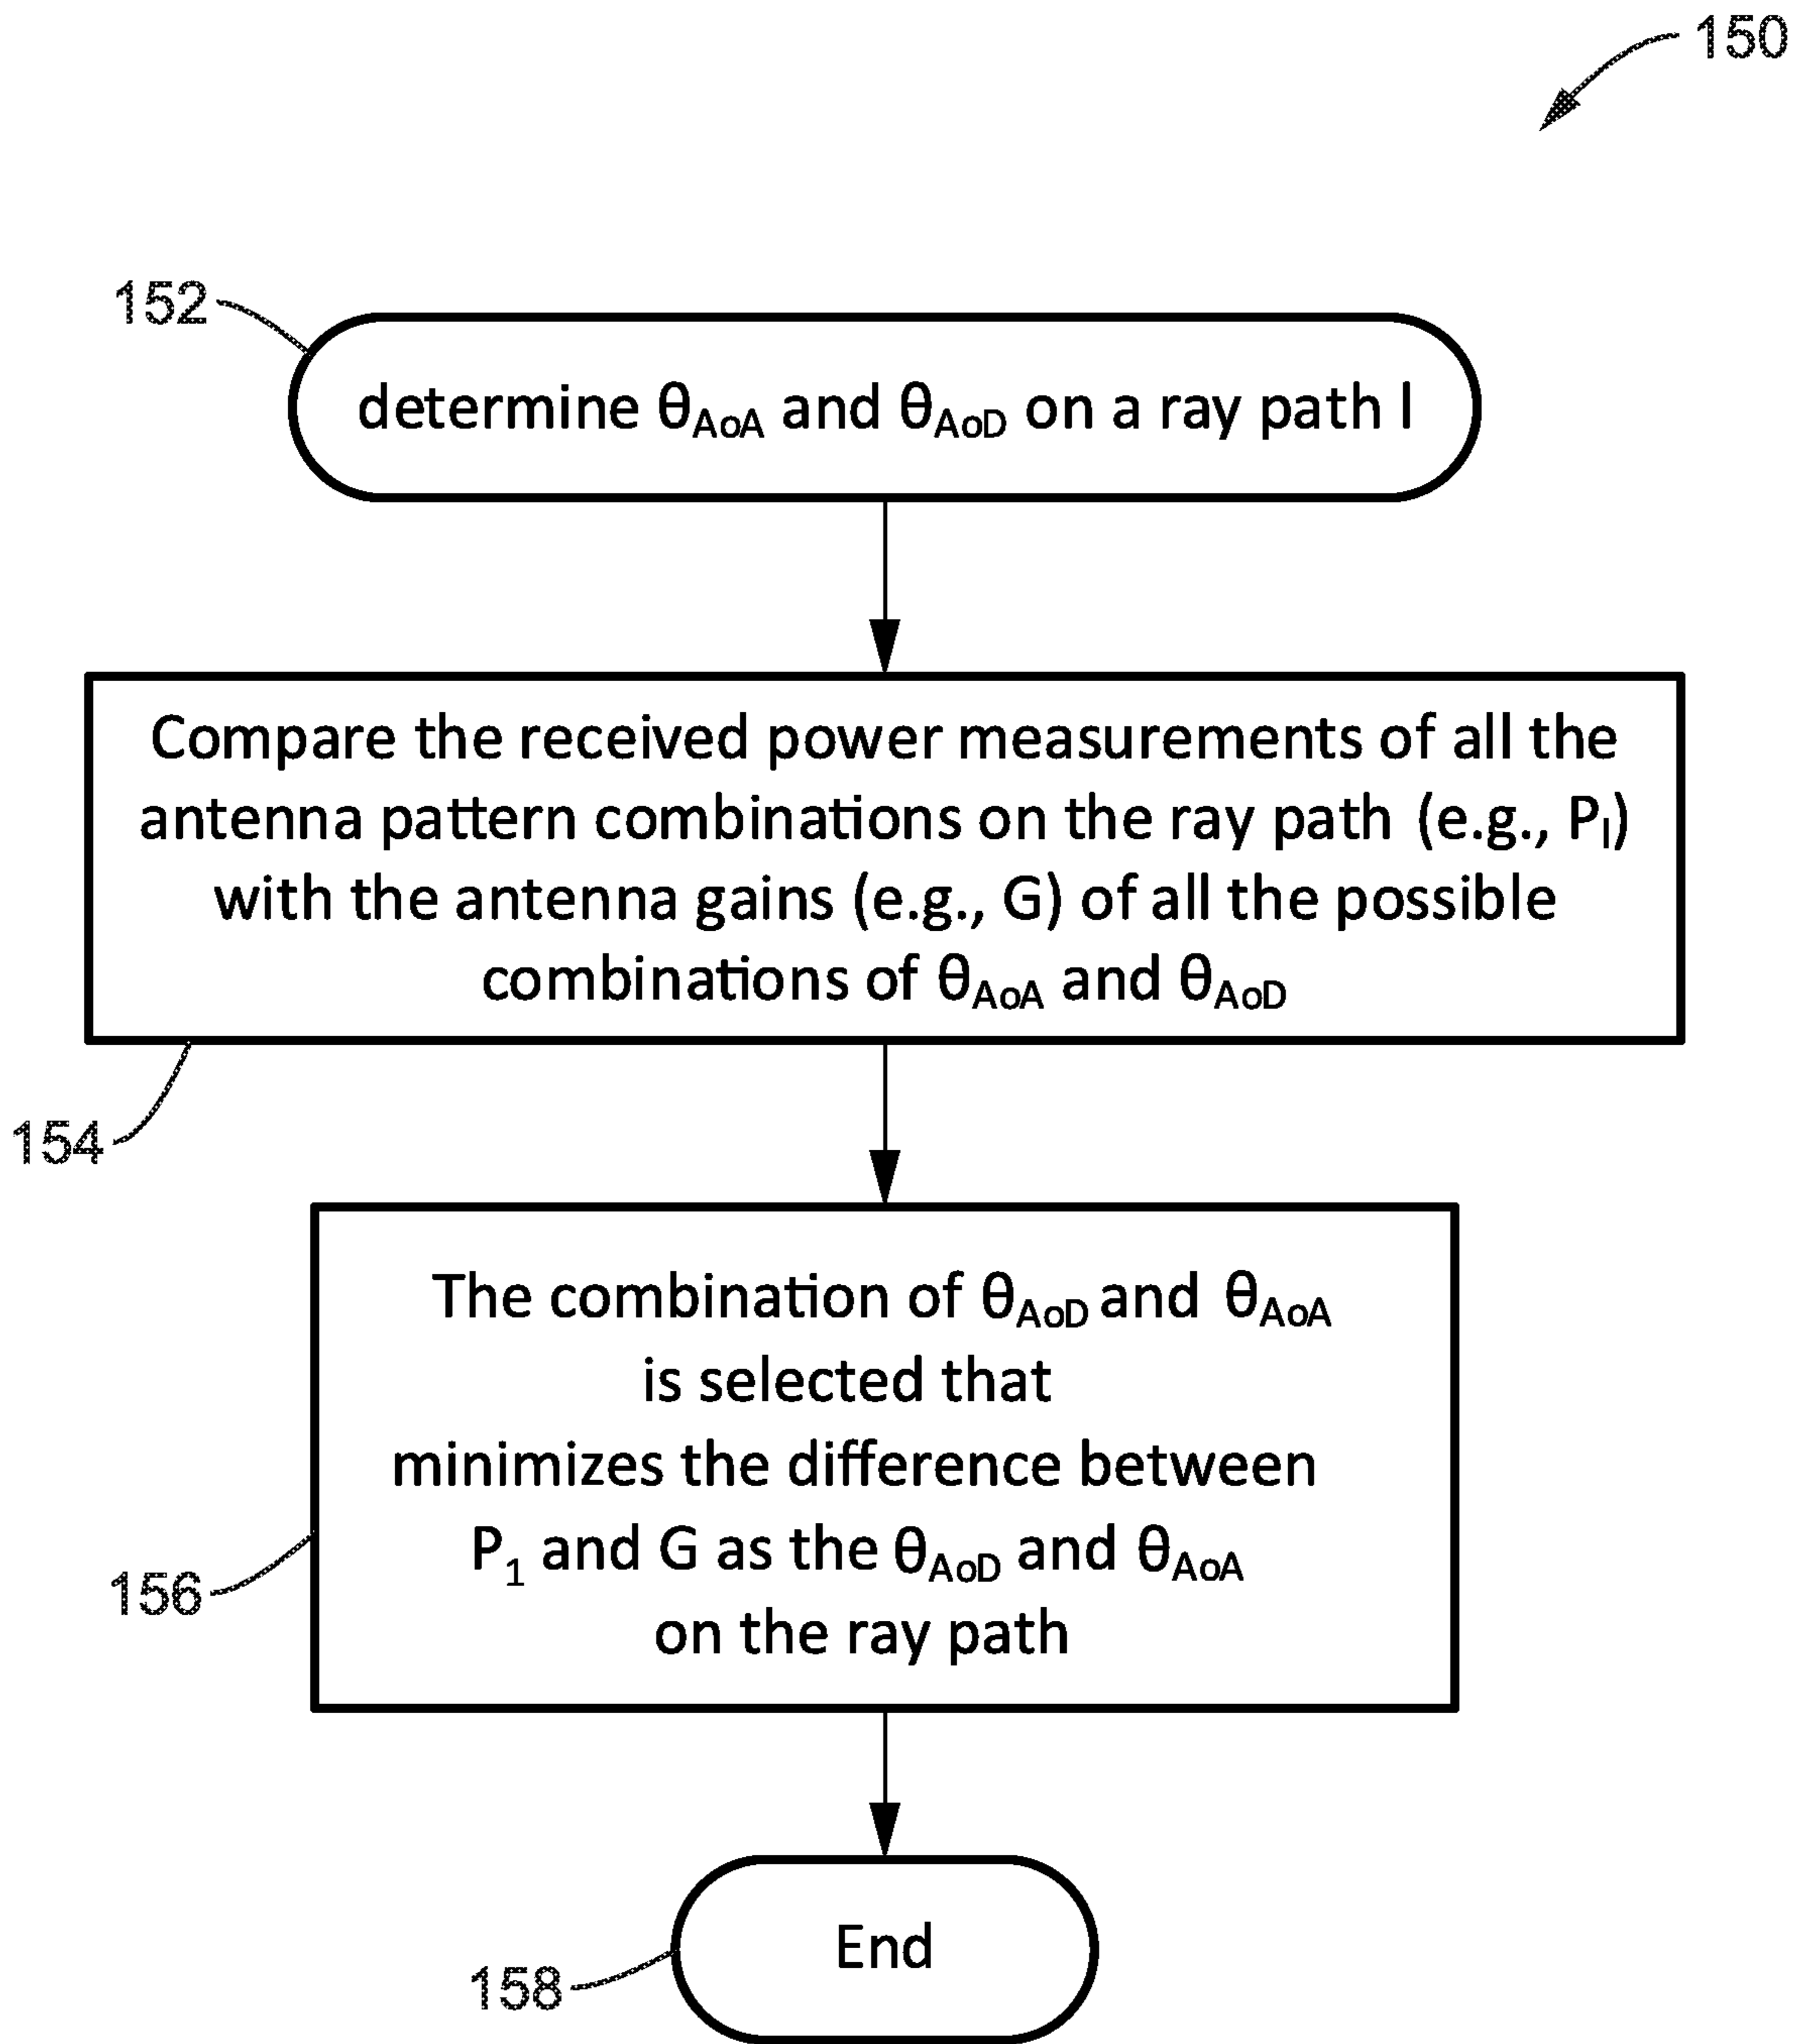 150
152
determine θAoA and θAoD on a ray path l
Compare the received power measurements of all the
antenna pattern combinations on the ray path (e.g., Pl)
with the antenna gains (e.g., G) of all the possible
combinations of θAoA and θAoD
154
The combination of θAoD and θAoA
is selected that
minimizes the difference between
P1 and G as the θAoD and θAoA
on the ray path
156
End
158